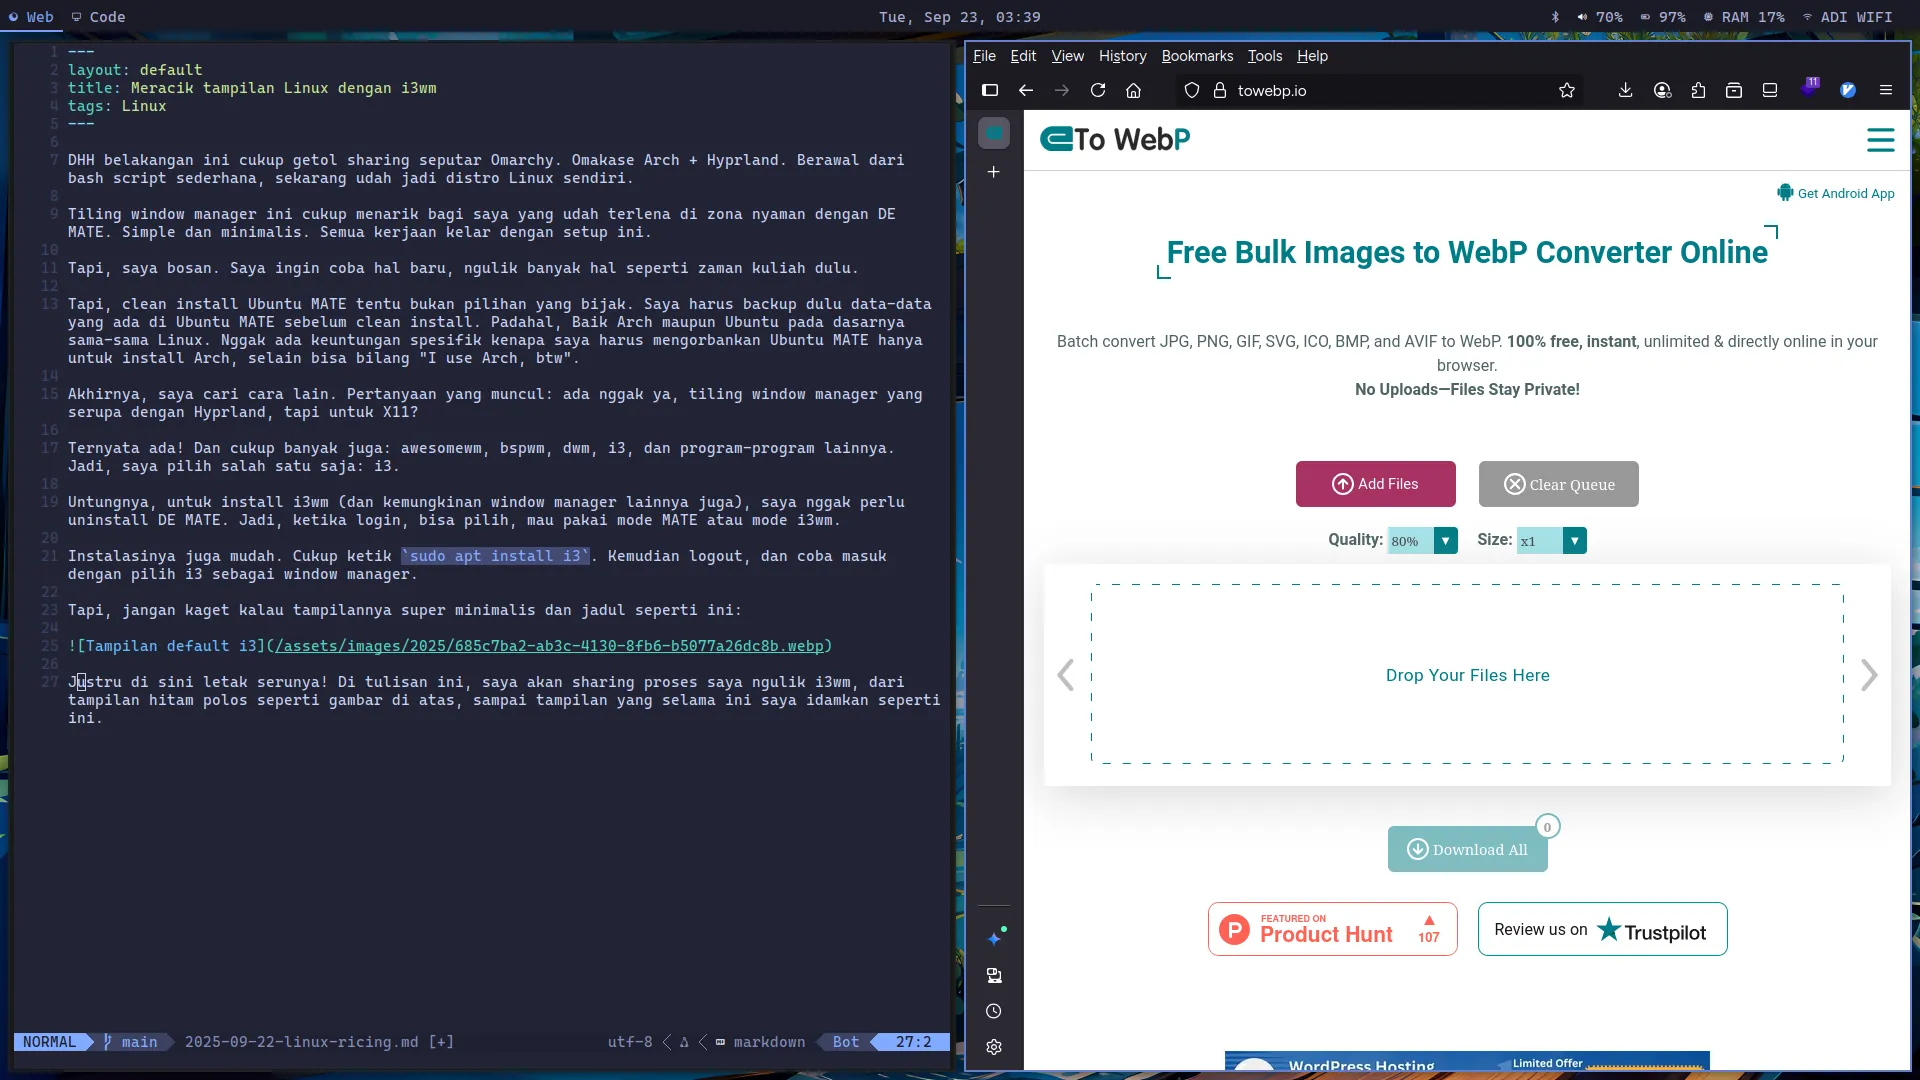 Web Code Tue, Sep 23, 03:39 70% 97% RAM 17% ADI WIFI
1 ---
2 layout: default
3 title: Meracik tampilan Linux dengan i3wm
4 tags: Linux
5 ---
6
7 DHH belakangan ini cukup getol sharing seputar Omarchy. Omakase Arch + Hyprland. Berawal dari
bash script sederhana, sekarang udah jadi distro Linux sendiri.
8
9 Tiling window manager ini cukup menarik bagi saya yang udah terlena di zona nyaman dengan DE
MATE. Simple dan minimalis. Semua kerjaan kelar dengan setup ini.
10
11 Tapi, saya bosan. Saya ingin coba hal baru, ngulik banyak hal seperti zaman kuliah dulu.
12
13 Tapi, clean install Ubuntu MATE tentu bukan pilihan yang bijak. Saya harus backup dulu data-data
yang ada di Ubuntu MATE sebelum clean install. Padahal, Baik Arch maupun Ubuntu pada dasarnya
sama-sama Linux. Nggak ada keuntungan spesifik kenapa saya harus mengorbankan Ubuntu MATE hanya
untuk install Arch, selain bisa bilang "I use Arch, btw".
14
15 Akhirnya, saya cari cara lain. Pertanyaan yang muncul: ada nggak ya, tiling window manager yang
serupa dengan Hyprland, tapi untuk X11?
16
17 Ternyata ada! Dan cukup banyak juga: awesomewm, bspwm, dwm, i3, dan program-program lainnya.
Jadi, saya pilih salah satu saja: i3.
18
19 Untungnya, untuk install i3wm (dan kemungkinan window manager lainnya juga), saya nggak perlu
uninstall DE MATE. Jadi, ketika login, bisa pilih, mau pakai mode MATE atau mode i3wm.
20
21 Instalasinya juga mudah. Cukup ketik `sudo apt install i3`. Kemudian logout, dan coba masuk
dengan pilih i3 sebagai window manager.
22
23 Tapi, jangan kaget kalau tampilannya super minimalis dan jadul seperti ini:
24
25 ![Tampilan default i3](/assets/images/2025/685c7ba2-ab3c-4130-8fb6-b5077a26dc8b.webp)
26
27 Justru di sini letak serunya! Di tulisan ini, saya akan sharing proses saya ngulik i3wm, dari
tampilan hitam polos seperti gambar di atas, sampai tampilan yang selama ini saya idamkan seperti
ini.
NORMAL main 2025-09-22-linux-ricing.md [+] utf-8 markdown Bot 27:2
File Edit View History Bookmarks Tools Help
towebp.io 11
To WebP
Get Android App
Free Bulk Images to WebP Converter Online
Batch convert JPG, PNG, GIF, SVG, ICO, BMP, and AVIF to WebP. 100% free, instant, unlimited & directly online in your
browser.
No Uploads—Files Stay Private!
Add Files Clear Queue
Quality: 80% Size: x1
Drop Your Files Here
0
Download All
FEATURED ON
Product Hunt 107
Review us on Trustpilot
WordPress Hosting Limited Offer